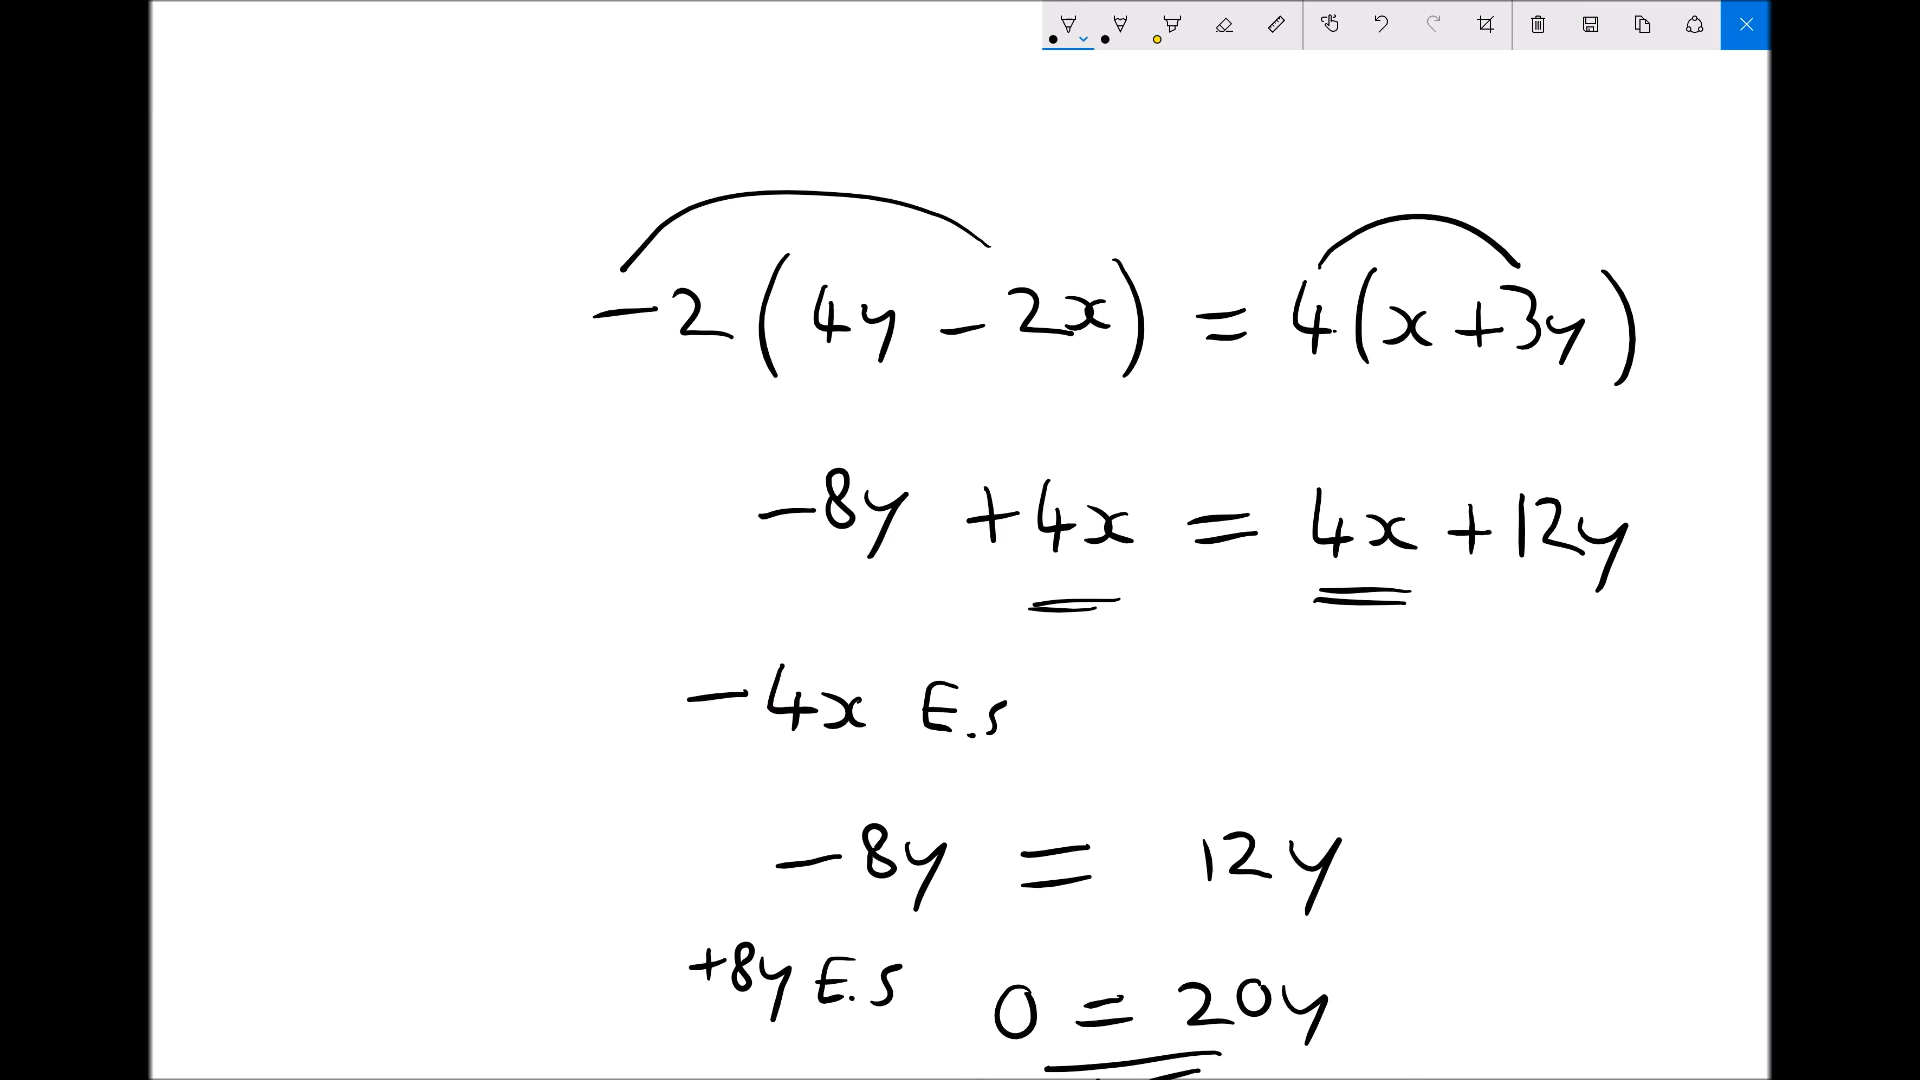 -2(4y - 2x) = 4(x + 3y)
-8y + 4x = 4x + 12y
-4x E.s
-8y = 12y
+8y E.S
0 = 20y